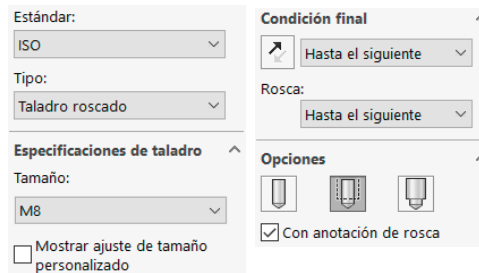 Estándar:
ISO
Tipo:
Taladro roscado
Especificaciones de taladro
Tamaño:
M8
Mostrar ajuste de tamaño
personalizado
Condición final
Hasta el siguiente
Rosca:
Hasta el siguiente
Opciones
Con anotación de rosca